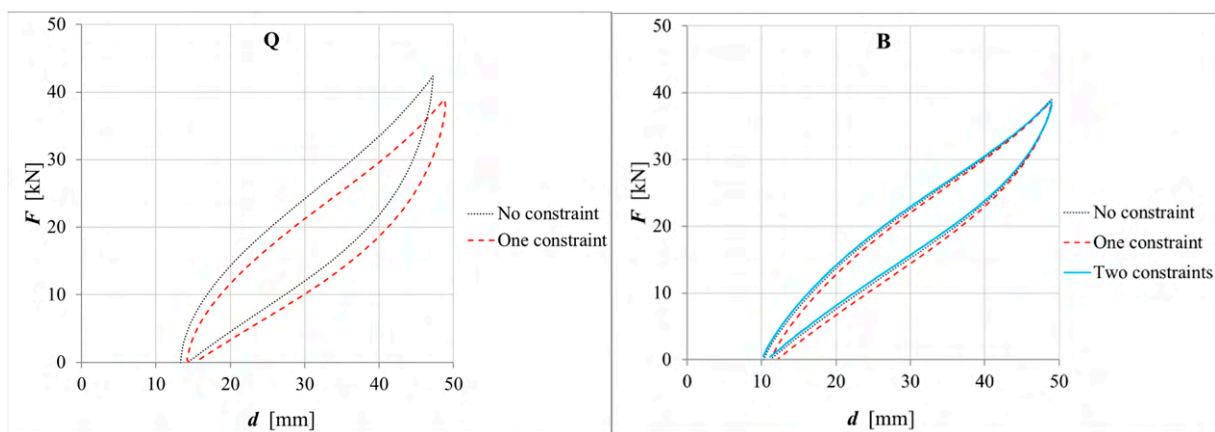 Q
50
40
30
20
10
0
F [kN]
0 10 20 30 40 50
d [mm]
No constraint
One constraint
B
50
40
30
20
10
0
F [kN]
0 10 20 30 40 50
d [mm]
No constraint
One constraint
Two constraints